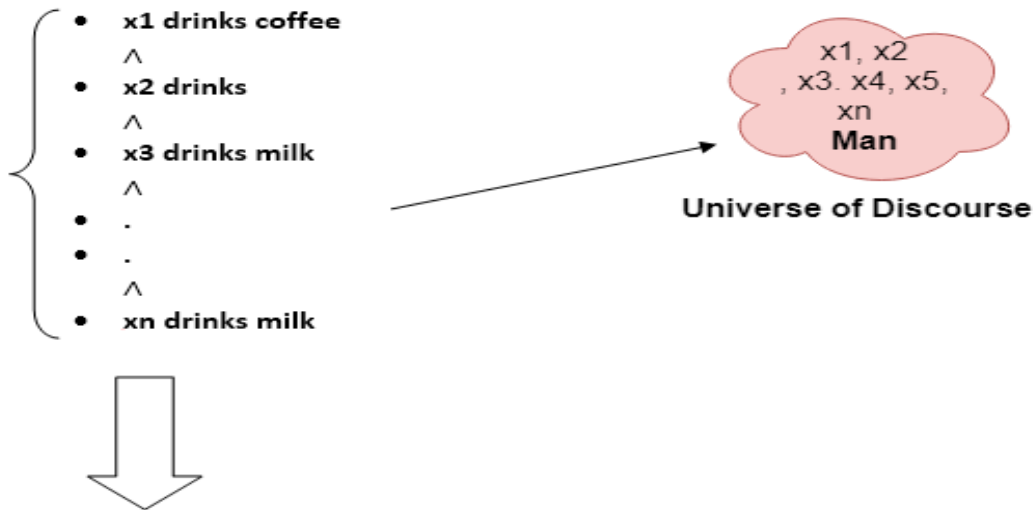 • x1 drinks coffee
^
• x2 drinks
^
• x3 drinks milk
^
• .
• .
^
• xn drinks milk
x1, x2
, x3. x4, x5,
xn
Man
Universe of Discourse